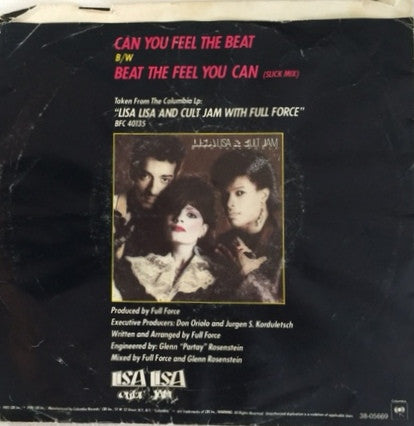 CAN YOU FEEL THE BEAT
B/W
BEAT THE FEEL YOU CAN (SLICK MIX)
Taken From The Columbia Lp:
"LISA LISA AND CULT JAM WITH FULL FORCE"
BFC 40135
LISA LISA & CULT JAM
Produced by Full Force
Executive Producers: Don Oriolo and Jurgen S. Korduletsch
Written and Arranged by Full Force
Engineered by: Glenn "Partay" Rosenstein
Mixed by Full Force and Glenn Rosenstein
LISA LISA
CULT JAM
38-05669